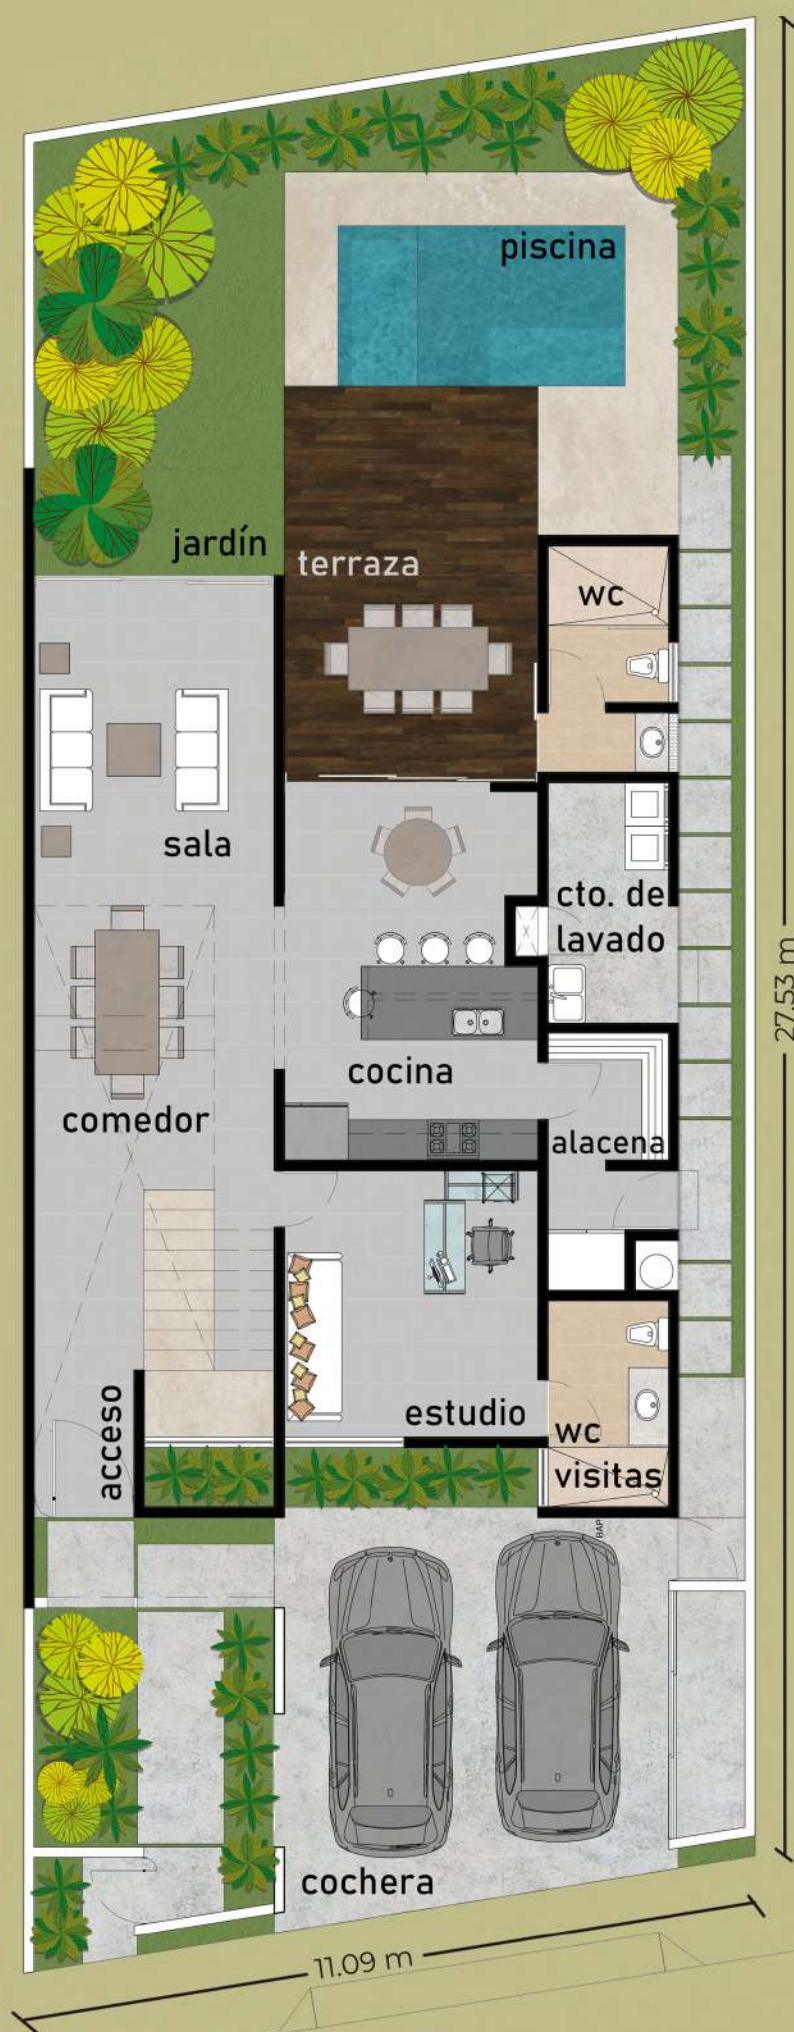 piscina
jardín
terraza
wc
sala
cto. de
lavado
27.53 m
cocina
comedor
alacena
acceso
estudio
wc
visitas
BAP
cochera
11.09 m